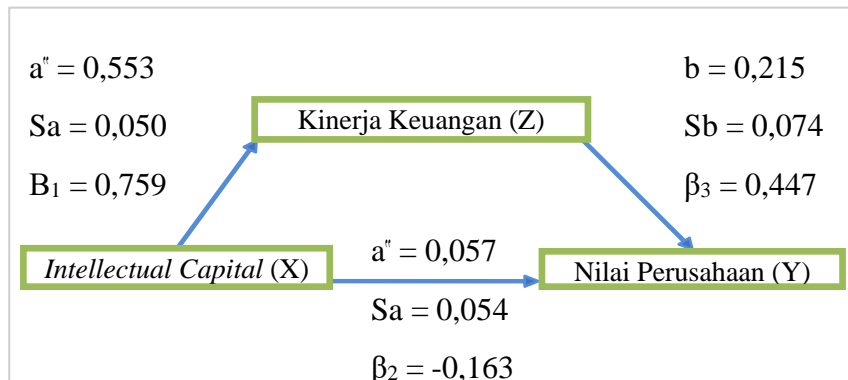 a" = 0,553
Sa = 0,050
B₁ = 0,759
b = 0,215
Sb = 0,074
β₃ = 0,447
Kinerja Keuangan (Z)
Intellectual Capital (X)
a" = 0,057
Sa = 0,054
β₂ = -0,163
Nilai Perusahaan (Y)